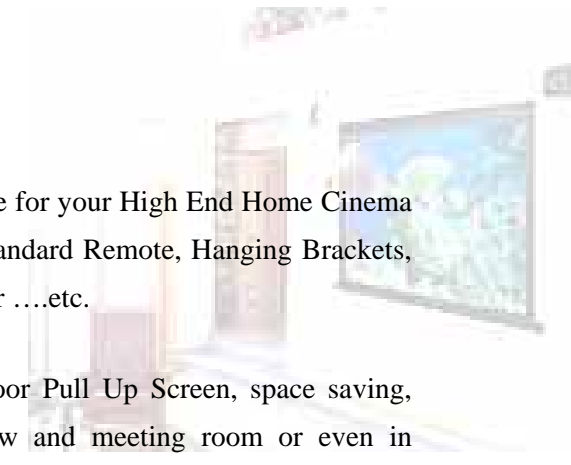 e for your High End Home Cinema
andard Remote, Hanging Brackets,
r ….etc.
oor Pull Up Screen, space saving,
w and meeting room or even in